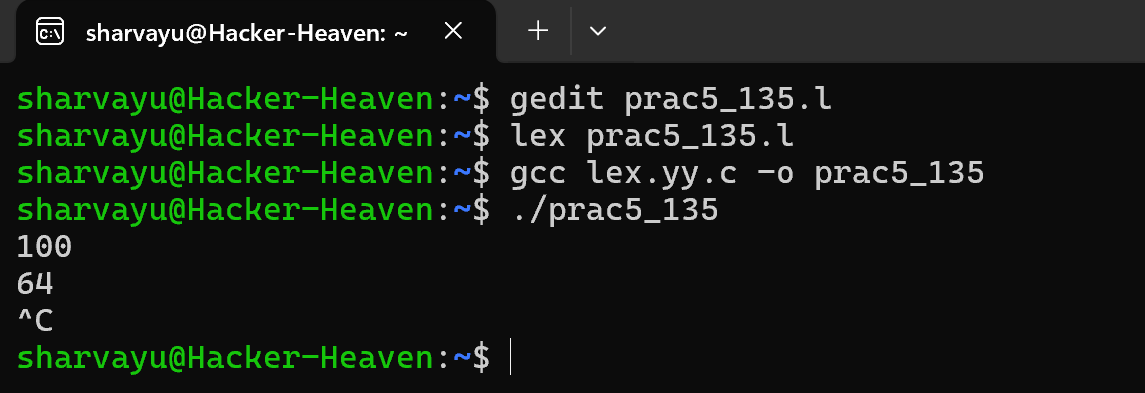 sharvayu@Hacker-Heaven: ~
sharvayu@Hacker-Heaven:~$ gedit prac5_135.l
sharvayu@Hacker-Heaven:~$ lex prac5_135.l
sharvayu@Hacker-Heaven:~$ gcc lex.yy.c -o prac5_135
sharvayu@Hacker-Heaven:~$ ./prac5_135
100
64
^C
sharvayu@Hacker-Heaven:~$